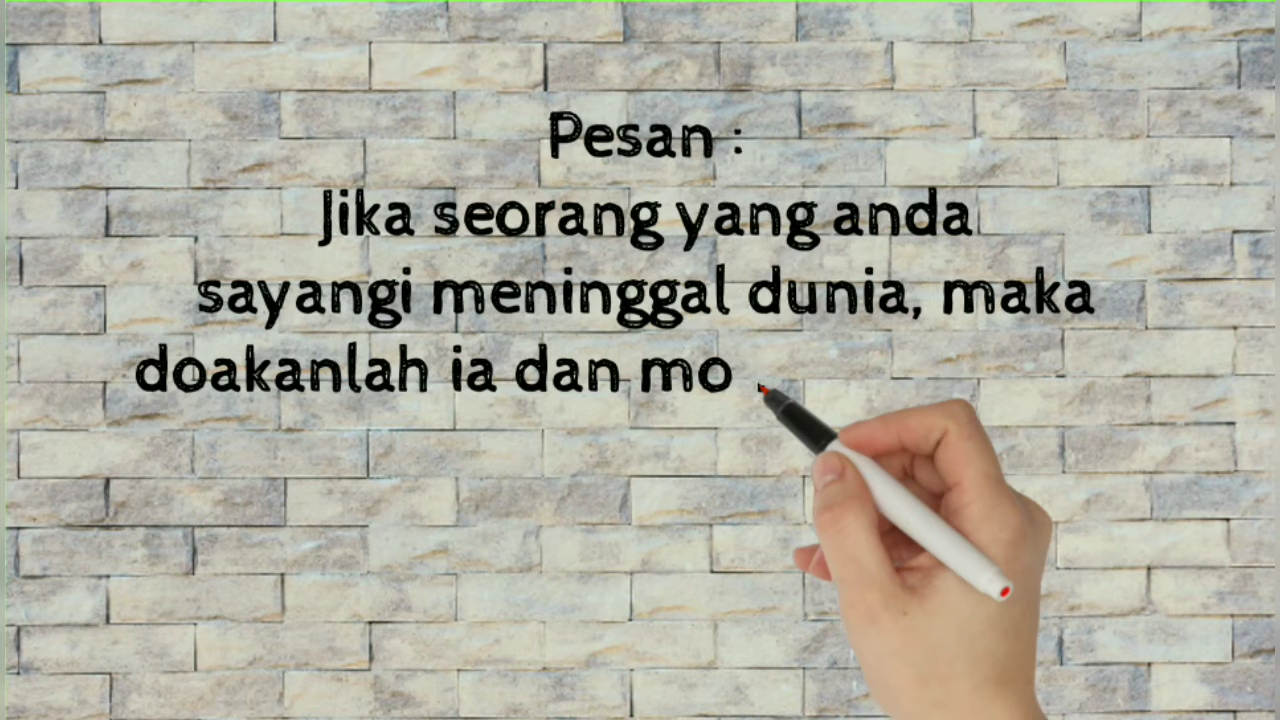 Pesan :
Jika seorang yang anda
sayangi meninggal dunia, maka
doakanlah ia dan mo